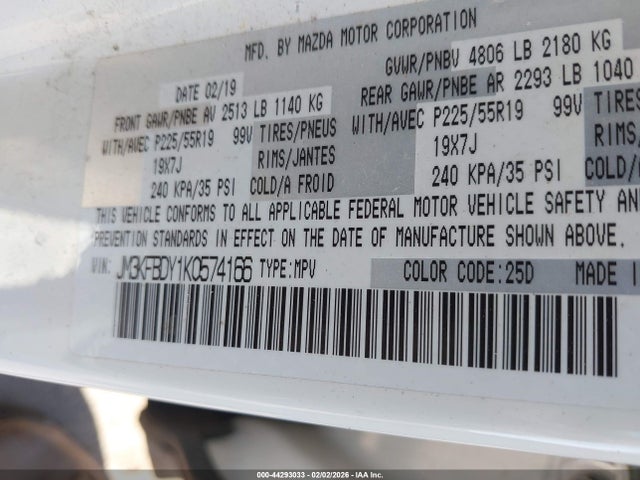 MFD. BY MAZDA MOTOR CORPORATION
DATE 02/19 GVWR/PNBV 4806 LB 2180 KG
FRONT GAWR/PNBE AV 2513 LB 1140 KG REAR GAWR/PNBE AR 2293 LB 1040
WITH/AVEC P225/55R19 99V TIRES/PNEUS WITH/AVEC P225/55R19 99V TIRES
19X7J RIMS/JANTES 19X7J RIMS/
240 KPA/35 PSI COLD/A FROID 240 KPA/35 PSI COLD/
THIS VEHICLE CONFORMS TO ALL APPLICABLE FEDERAL MOTOR VEHICLE SAFETY AND
PREVENTION STANDARDS IN EFFECT ON THE DATE OF MANUFACTURE SHOWN ABOVE.
VIN: JM3KFBDY1K0574166 TYPE:MPV COLOR CODE:25D MADE
000-44293033 - 02/02/2026 - IAA Inc.